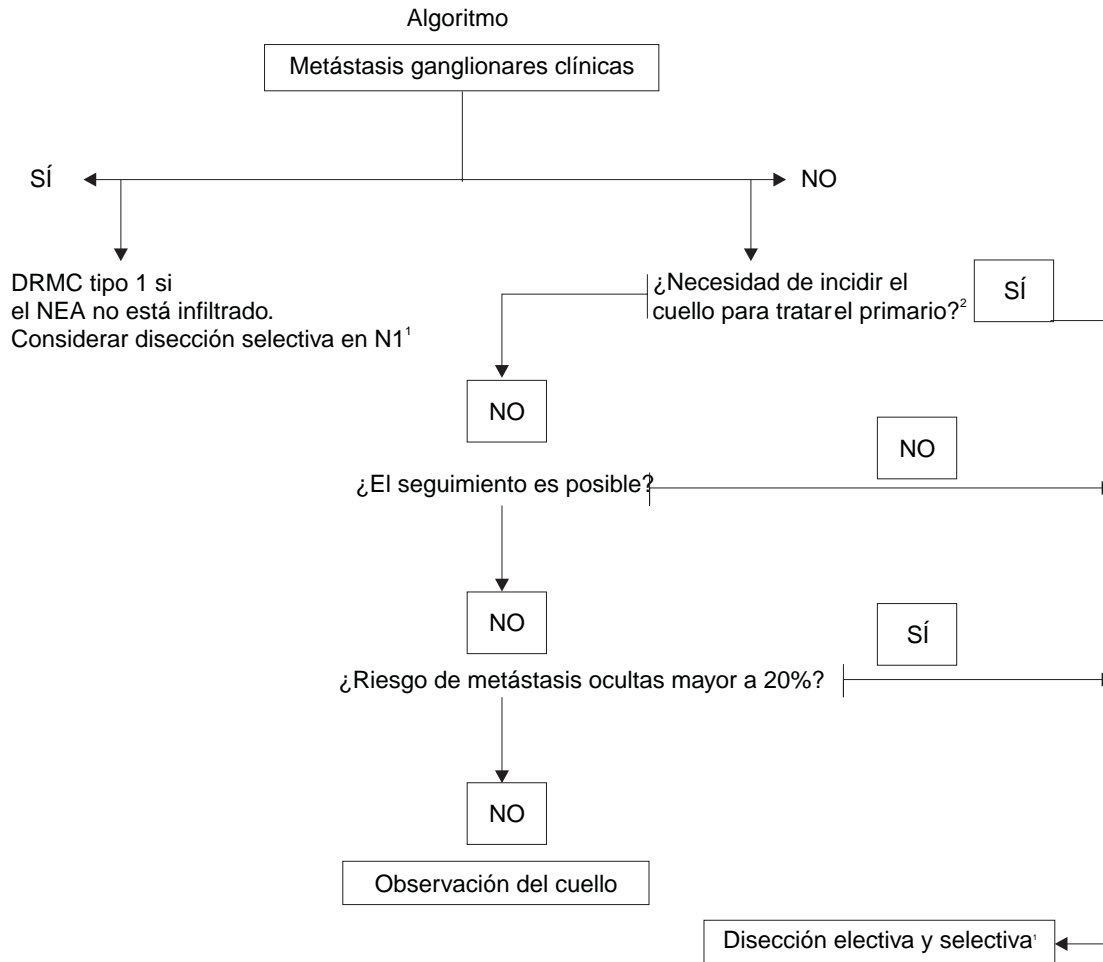 Algoritmo
Metástasis ganglionares clínicas
SÍ
NO
DRMC tipo 1 si
el NEA no está infiltrado.
Considerar disección selectiva en N1¹
¿Necesidad de incidir el
cuello para tratar el primario?²
SÍ
NO
NO
¿El seguimiento es posible?
NO
SÍ
¿Riesgo de metástasis ocultas mayor a 20%?
NO
Observación del cuello
Disección electiva y selectiva¹